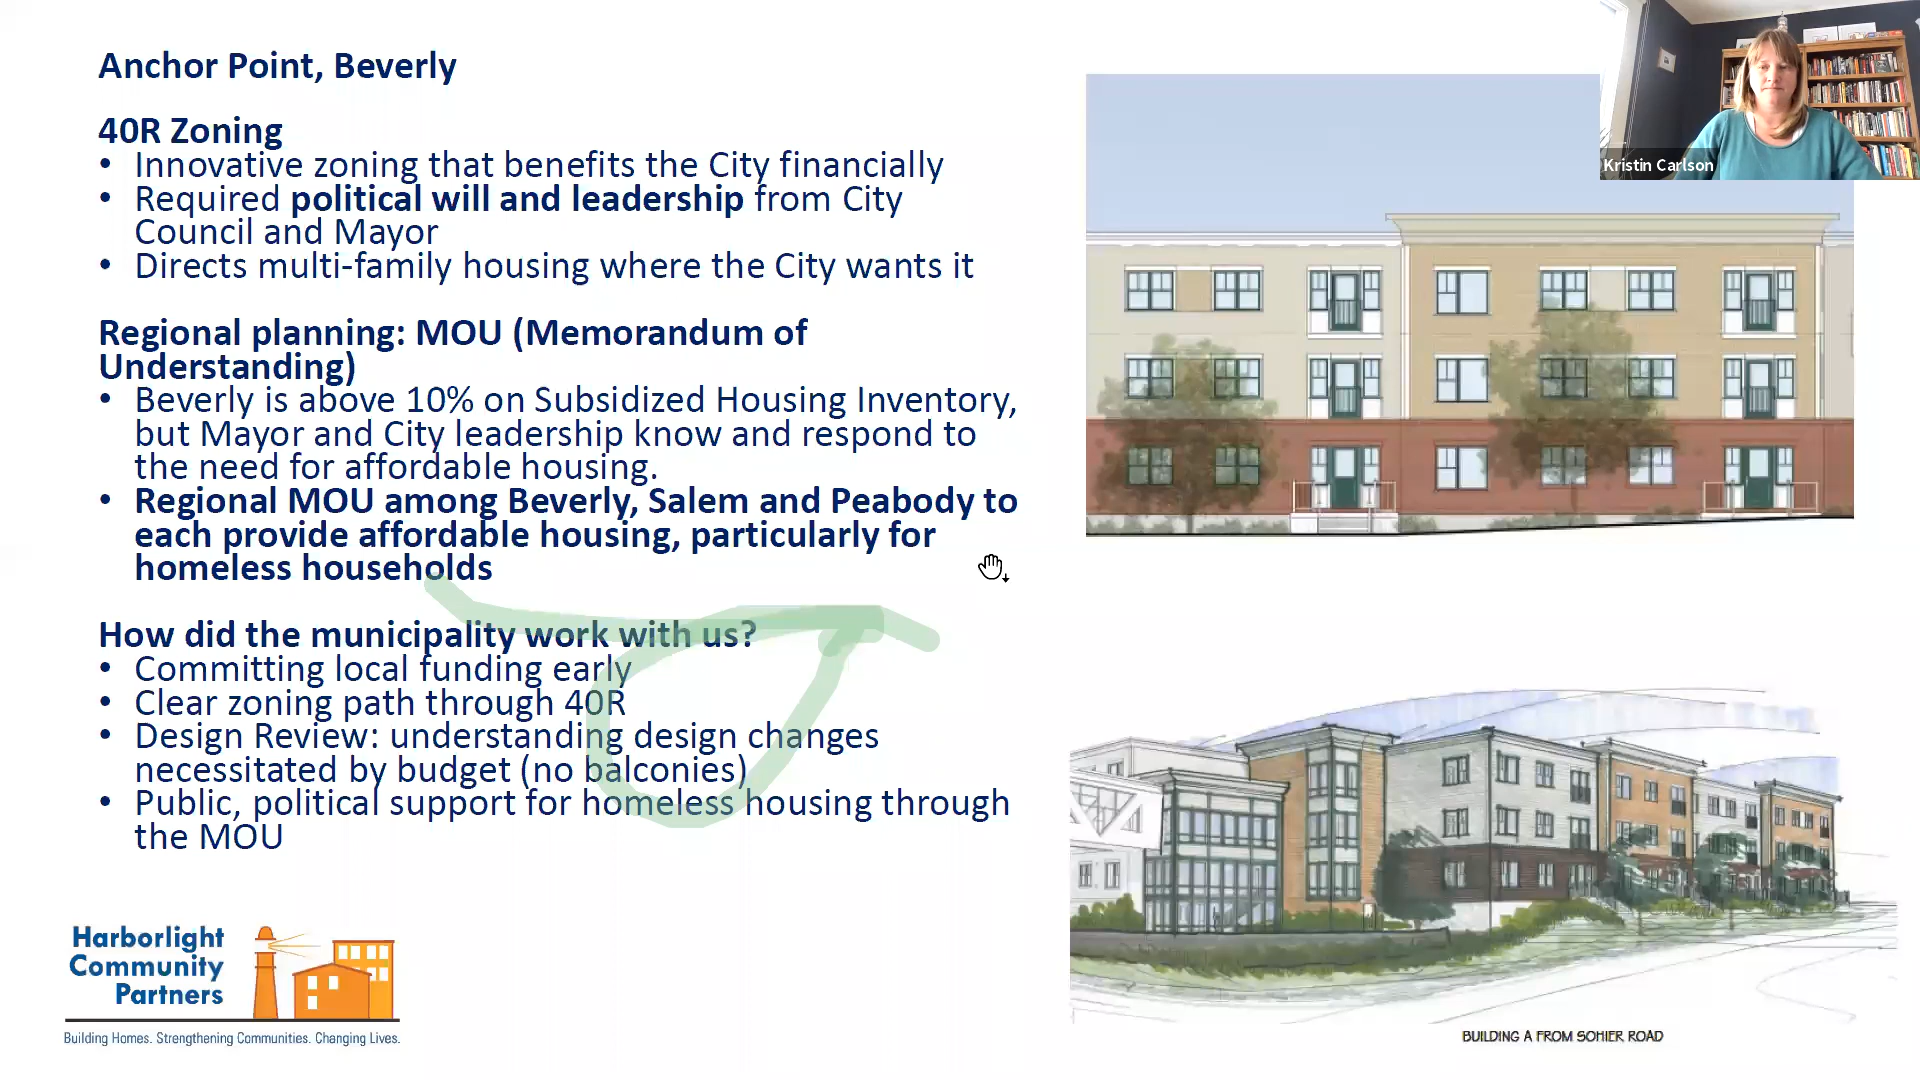 Anchor Point, Beverly
40R Zoning
• Innovative zoning that benefits the City financially
• Required political will and leadership from City
Council and Mayor
• Directs multi-family housing where the City wants it
Regional planning: MOU (Memorandum of
Understanding)
• Beverly is above 10% on Subsidized Housing Inventory,
but Mayor and City leadership know and respond to
the need for affordable housing.
• Regional MOU among Beverly, Salem and Peabody to
each provide affordable housing, particularly for
homeless households
How did the municipality work with us?
• Committing local funding early
• Clear zoning path through 40R
• Design Review: understanding design changes
necessitated by budget (no balconies)
• Public, political support for homeless housing through
the MOU
Harborlight
Community
Partners
Building Homes. Strengthening Communities. Changing Lives.
Kristin Carlson
BUILDING A FROM SOHIER ROAD